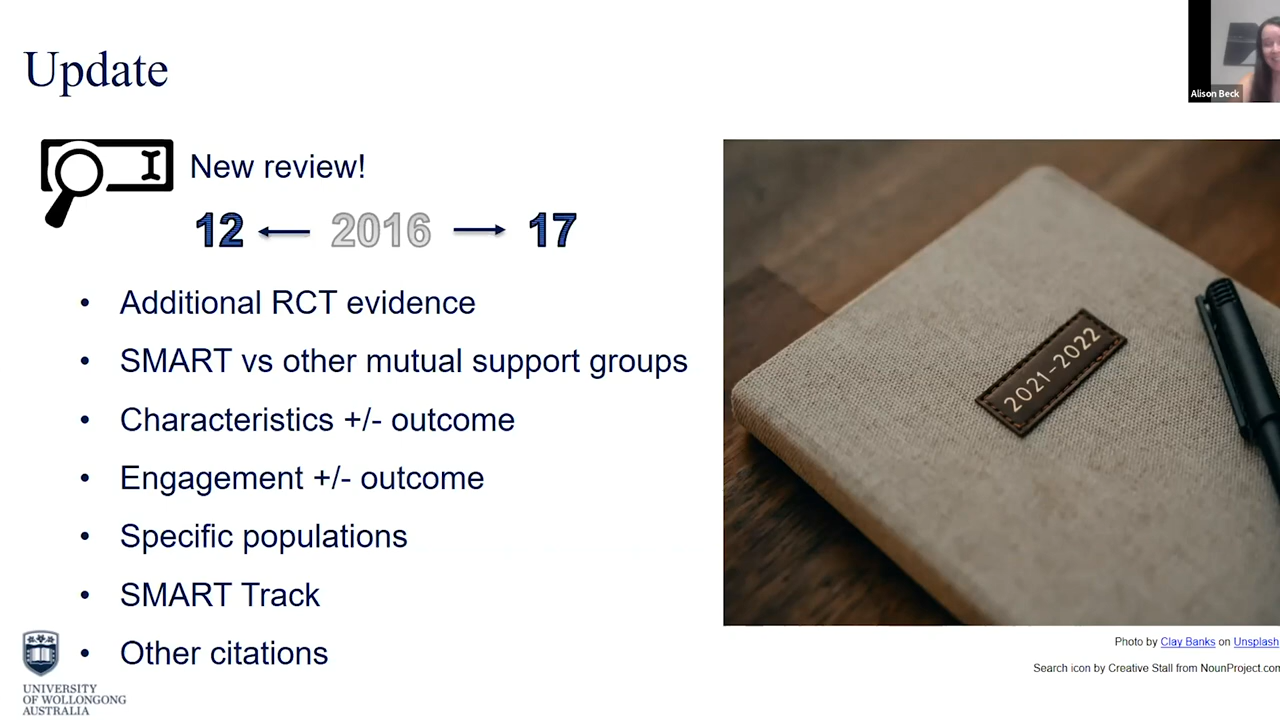 Update
Alison Beck
New review!
12 2016 17
• Additional RCT evidence
• SMART vs other mutual support groups
• Characteristics +/- outcome
• Engagement +/- outcome
• Specific populations
• SMART Track
• Other citations
2021-2022
Photo by Clay Banks on Unsplash
Search icon by Creative Stall from NounProject.com
UNIVERSITY
OF WOLLONGONG
AUSTRALIA